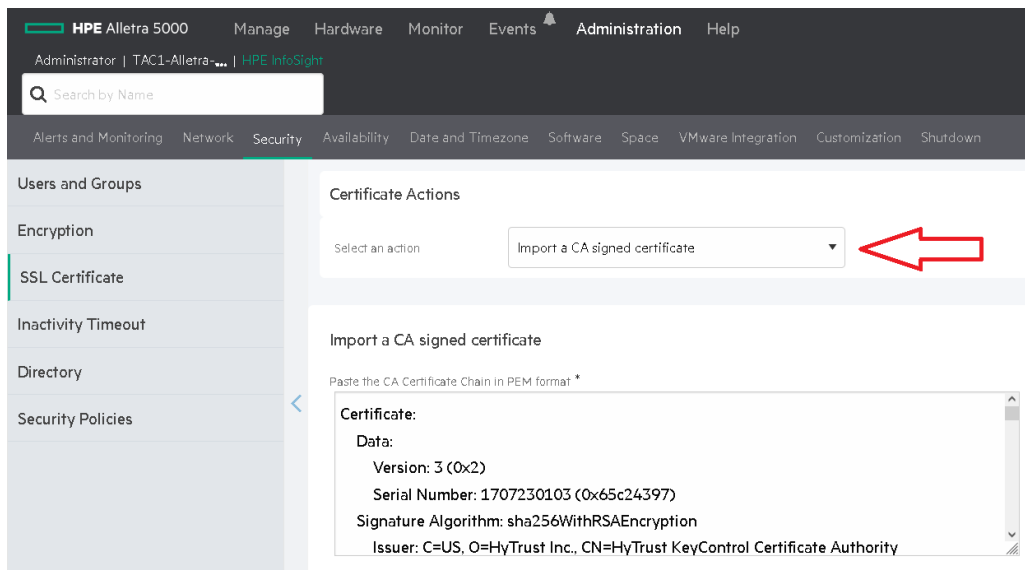 HPE Alletra 5000 Manage Hardware Monitor Events Administration Help
Administrator | TAC1-Alletra- | HPE InfoSight
Search by Name
Alerts and Monitoring Network Security Availability Date and Timezone Software Space VMware Integration Customization Shutdown
Users and Groups
Encryption
SSL Certificate
Inactivity Timeout
Directory
Security Policies
Certificate Actions
Select an action Import a CA signed certificate
Import a CA signed certificate
Paste the CA Certificate Chain in PEM format *
Certificate:
Data:
Version: 3 (0x2)
Serial Number: 1707230103 (0x65c24397)
Signature Algorithm: sha256WithRSAEncryption
Issuer: C=US, O=HyTrust Inc., CN=HyTrust KeyControl Certificate Authority